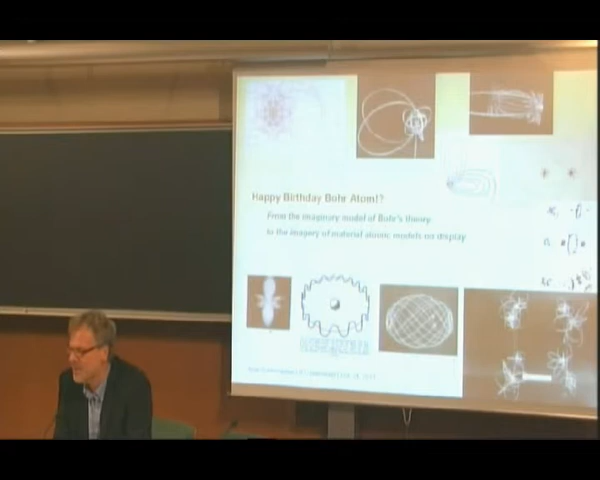 Happy Birthday Bohr Atom!?
From the imaginary model of Bohr's theory
to the imagery of material atomic models on display